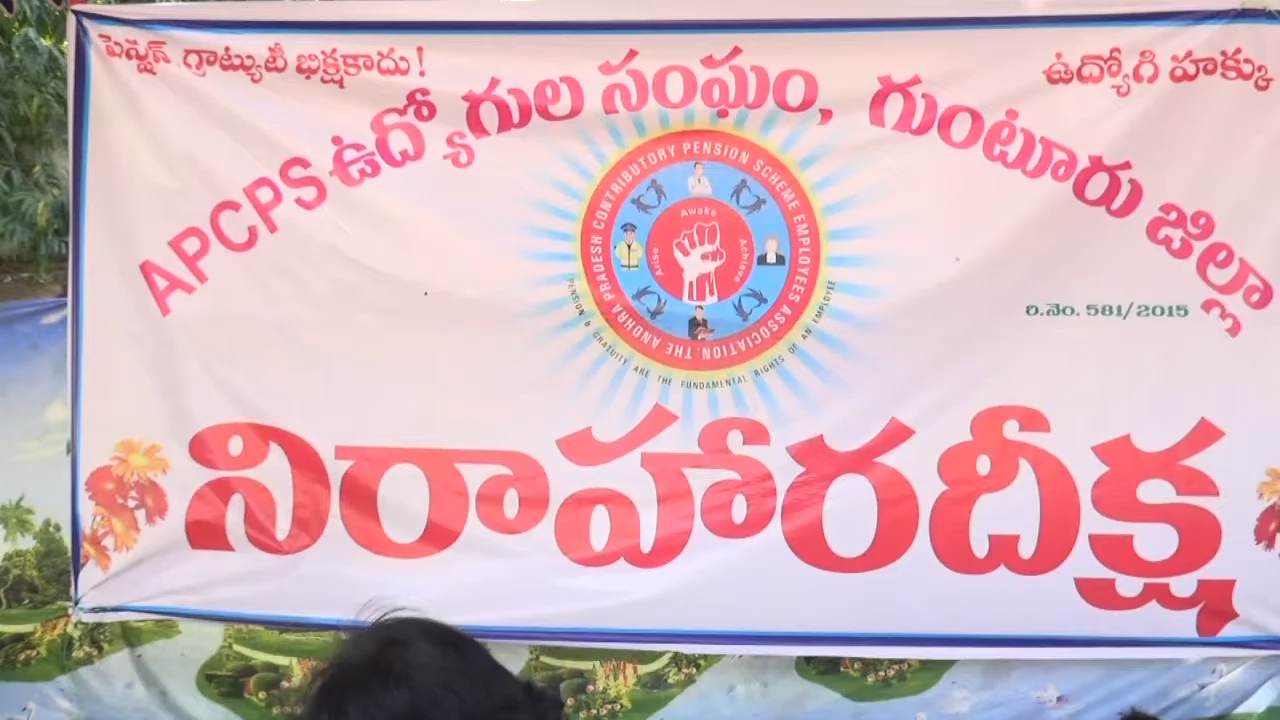 పెన్షన్ గ్రాట్యుటీ భిక్షకాదు!
ఉద్యోగి హక్కు
APCPS ఉద్యోగుల సంఘం, గుంటూరు జిల్లా
THE ANDHRA PRADESH CONTRIBUTORY PENSION SCHEME EMPLOYEES ASSOCIATION.
Arise Awake Achieve
PENSION & GRATUITY ARE THE FUNDAMENTAL RIGHTS OF AN EMPLOYEE
రి.నెం. 581/2015
నిరాహారదీక్ష